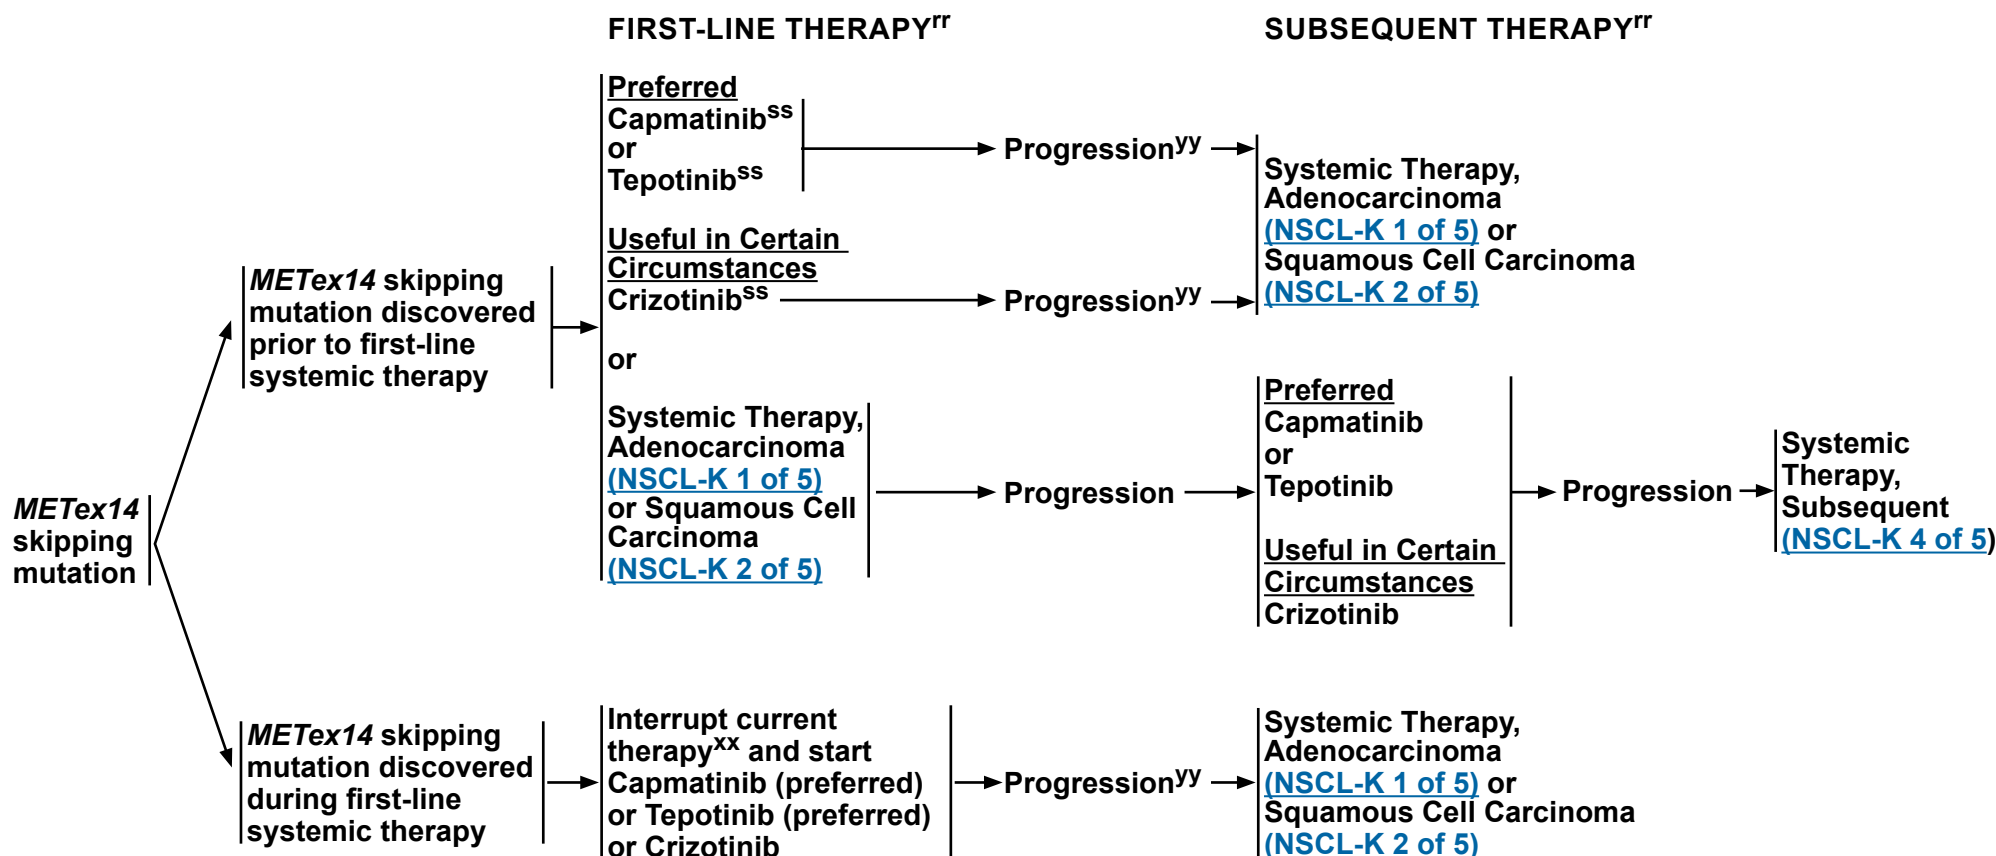 FIRST-LINE THERAPYrr
SUBSEQUENT THERAPYrr
METex14
skipping
mutation
METex14 skipping
mutation discovered
prior to first-line
systemic therapy
Preferred
Capmatinibss
or
Tepotinibss
Useful in Certain
Circumstances
Crizotinibss
or
Systemic Therapy,
Adenocarcinoma
(NSCL-K 1 of 5)
or Squamous Cell
Carcinoma
(NSCL-K 2 of 5)
Progressionyy
Progressionyy
Systemic Therapy,
Adenocarcinoma
(NSCL-K 1 of 5) or
Squamous Cell Carcinoma
(NSCL-K 2 of 5)
Progression
Preferred
Capmatinib
or
Tepotinib
Useful in Certain
Circumstances
Crizotinib
Progression
Systemic
Therapy,
Subsequent
(NSCL-K 4 of 5)
METex14 skipping
mutation discovered
during first-line
systemic therapy
Interrupt current
therapyxx and start
Capmatinib (preferred)
or Tepotinib (preferred)
or Crizotinib
Progressionyy
Systemic Therapy,
Adenocarcinoma
(NSCL-K 1 of 5) or
Squamous Cell Carcinoma
(NSCL-K 2 of 5)